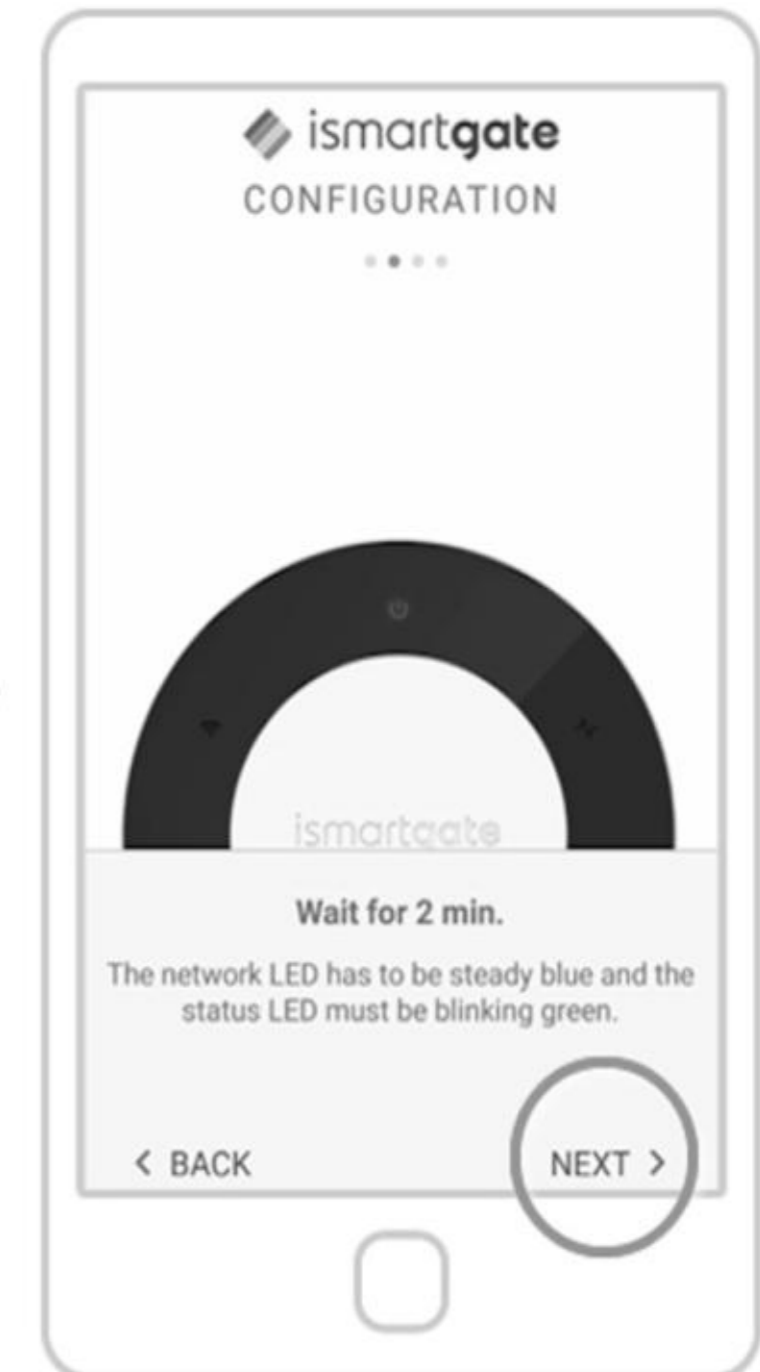 ismartgate
CONFIGURATION
ismartgate
Wait for 2 min.
The network LED has to be steady blue and the
status LED must be blinking green.
< BACK
NEXT >